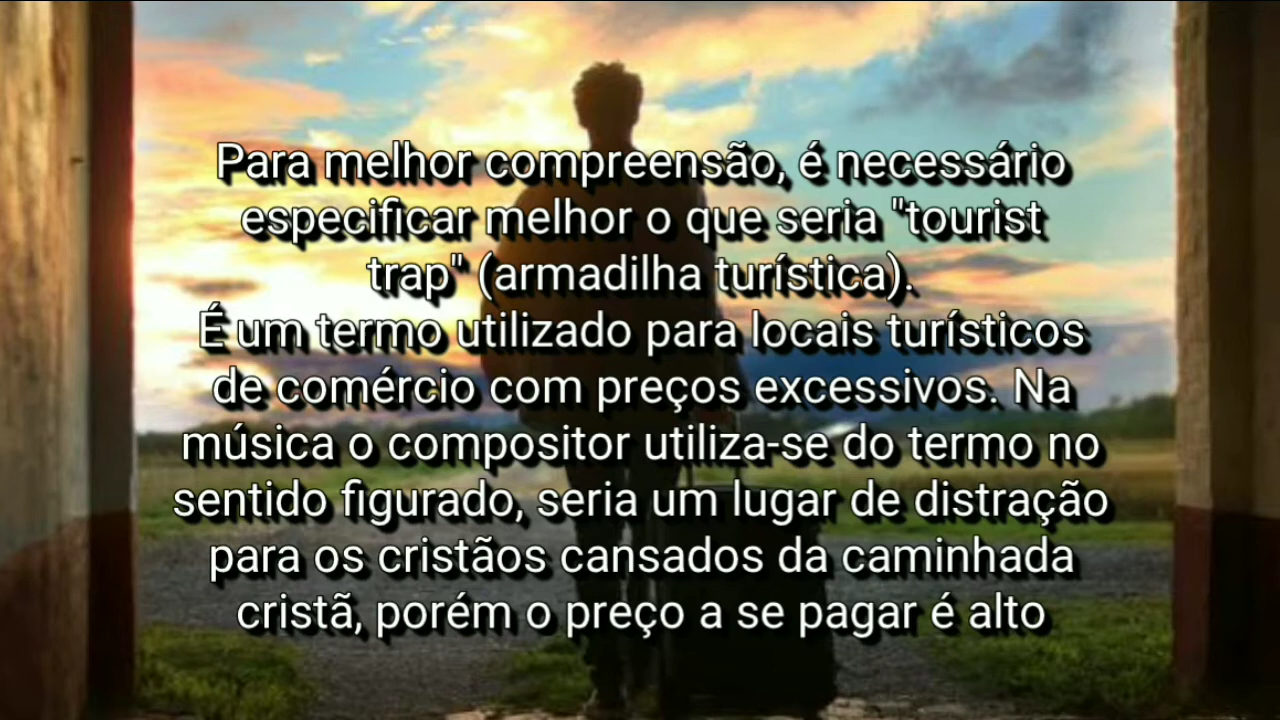 Para melhor compreensão, é necessário
especificar melhor o que seria "tourist
trap" (armadilha turística).
É um termo utilizado para locais turísticos
de comércio com preços excessivos. Na
música o compositor utiliza-se do termo no
sentido figurado, seria um lugar de distração
para os cristãos cansados da caminhada
cristã, porém o preço a se pagar é alto